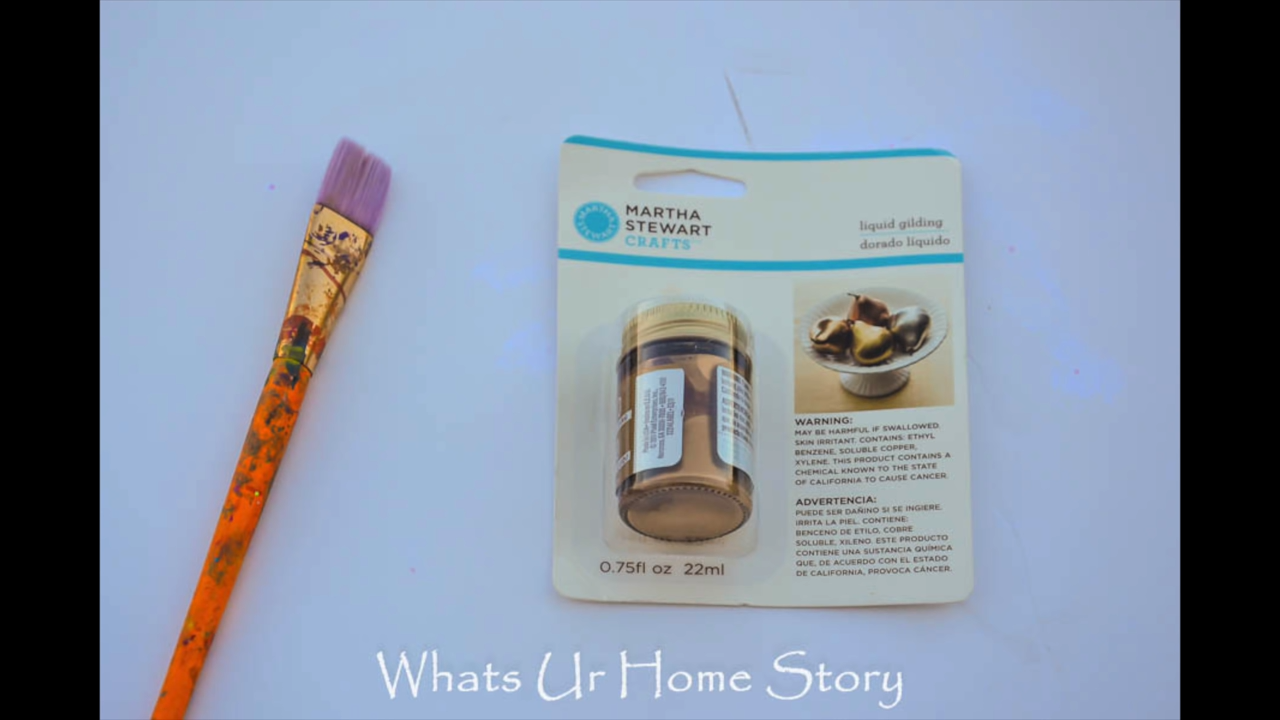 MARTHA
STEWART
CRAFTS
liquid gilding
dorado líquido
WARNING:
MAY BE HARMFUL IF SWALLOWED.
SKIN IRRITANT. CONTAINS: ETHYL
BENZENE, SOLUBLE COPPER,
XYLENE. THIS PRODUCT CONTAINS A
CHEMICAL KNOWN TO THE STATE
OF CALIFORNIA TO CAUSE CANCER.
ADVERTENCIA:
PUEDE SER DAÑINO SI SE INGIERE.
IRRITA LA PIEL. CONTIENE:
BENCENO DE ETILO, COBRE
SOLUBLE, XILENO. ESTE PRODUCTO
CONTIENE UNA SUSTANCIA QUÍMICA
QUE, DE ACUERDO CON EL ESTADO
DE CALIFORNIA, PROVOCA CÁNCER.
0.75fl oz 22ml
Whats Ur Home Story